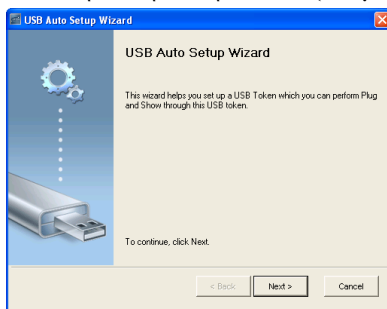 USB Auto Setup Wizard
USB Auto Setup Wizard
This wizard helps you set up a USB Token which you can perform Plug
and Show through this USB token.
To continue, click Next.
< Back
Next >
Cancel